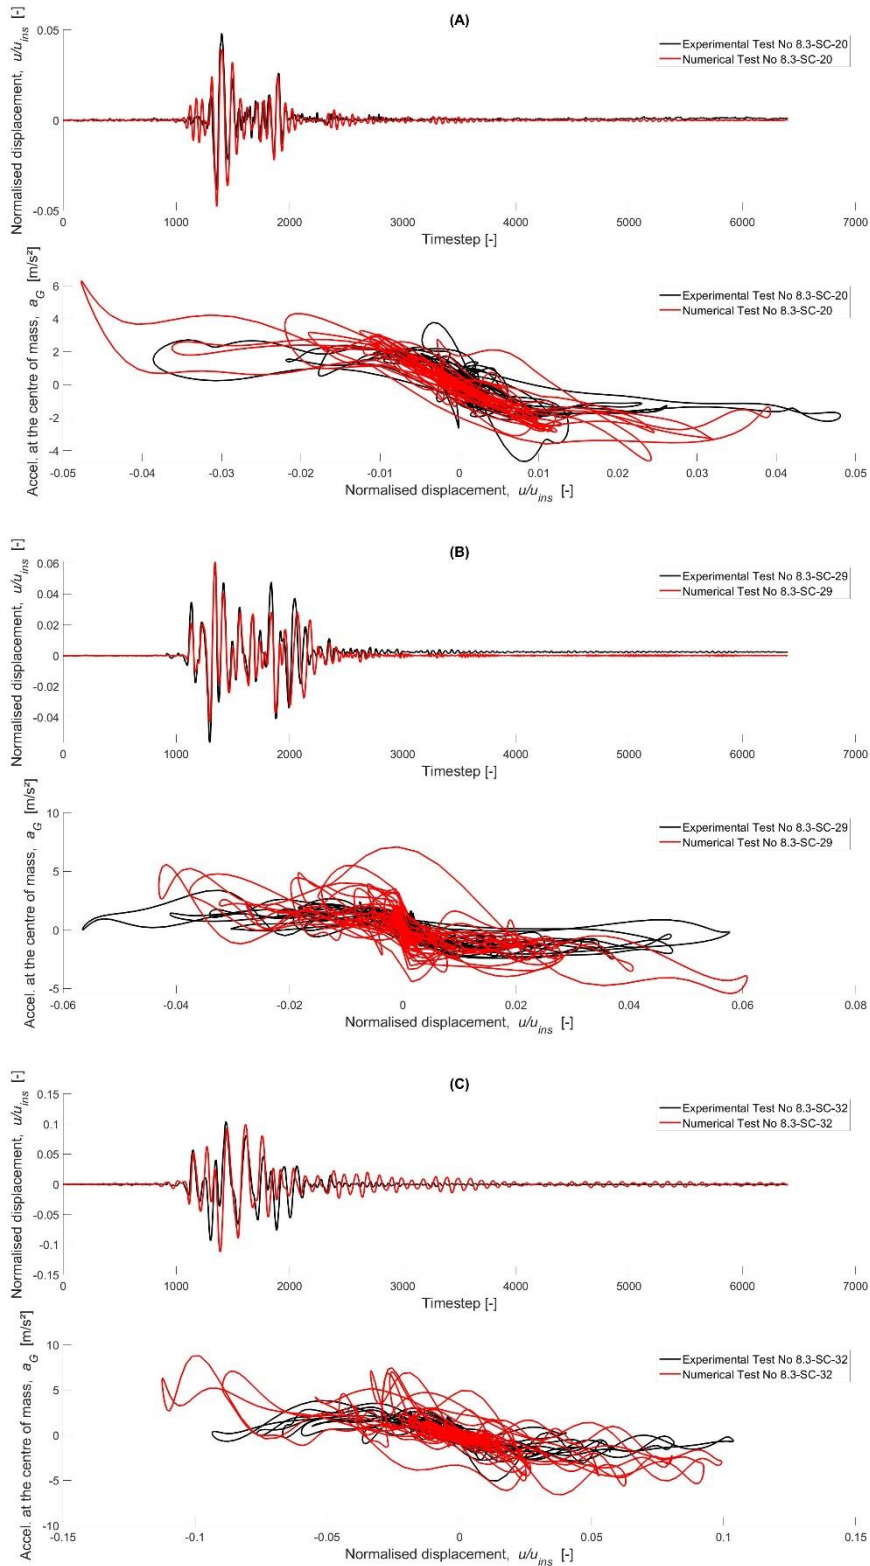 (A)
Normalised displacement, u/u_ins [-]
0.05
0
-0.05
Experimental Test No 8.3-SC-20
Numerical Test No 8.3-SC-20
0 1000 2000 3000 4000 5000 6000 7000
Timestep [-]
Accel. at the centre of mass, a_G [m/s²]
6
4
2
0
-2
-4
Experimental Test No 8.3-SC-20
Numerical Test No 8.3-SC-20
-0.05 -0.04 -0.03 -0.02 -0.01 0 0.01 0.02 0.03 0.04 0.05
Normalised displacement, u/u_ins [-]
(B)
Normalised displacement, u/u_ins [-]
0.06
0.04
0.02
0
-0.02
-0.04
Experimental Test No 8.3-SC-29
Numerical Test No 8.3-SC-29
0 1000 2000 3000 4000 5000 6000 7000
Timestep [-]
Accel. at the centre of mass, a_G [m/s²]
10
5
0
-5
Experimental Test No 8.3-SC-29
Numerical Test No 8.3-SC-29
-0.06 -0.04 -0.02 0 0.02 0.04 0.06 0.08
Normalised displacement, u/u_ins [-]
(C)
Normalised displacement, u/u_ins [-]
0.15
0.1
0.05
0
-0.05
-0.1
-0.15
Experimental Test No 8.3-SC-32
Numerical Test No 8.3-SC-32
0 1000 2000 3000 4000 5000 6000 7000
Timestep [-]
Accel. at the centre of mass, a_G [m/s²]
10
5
0
-5
-10
Experimental Test No 8.3-SC-32
Numerical Test No 8.3-SC-32
-0.15 -0.1 -0.05 0 0.05 0.1 0.15
Normalised displacement, u/u_ins [-]